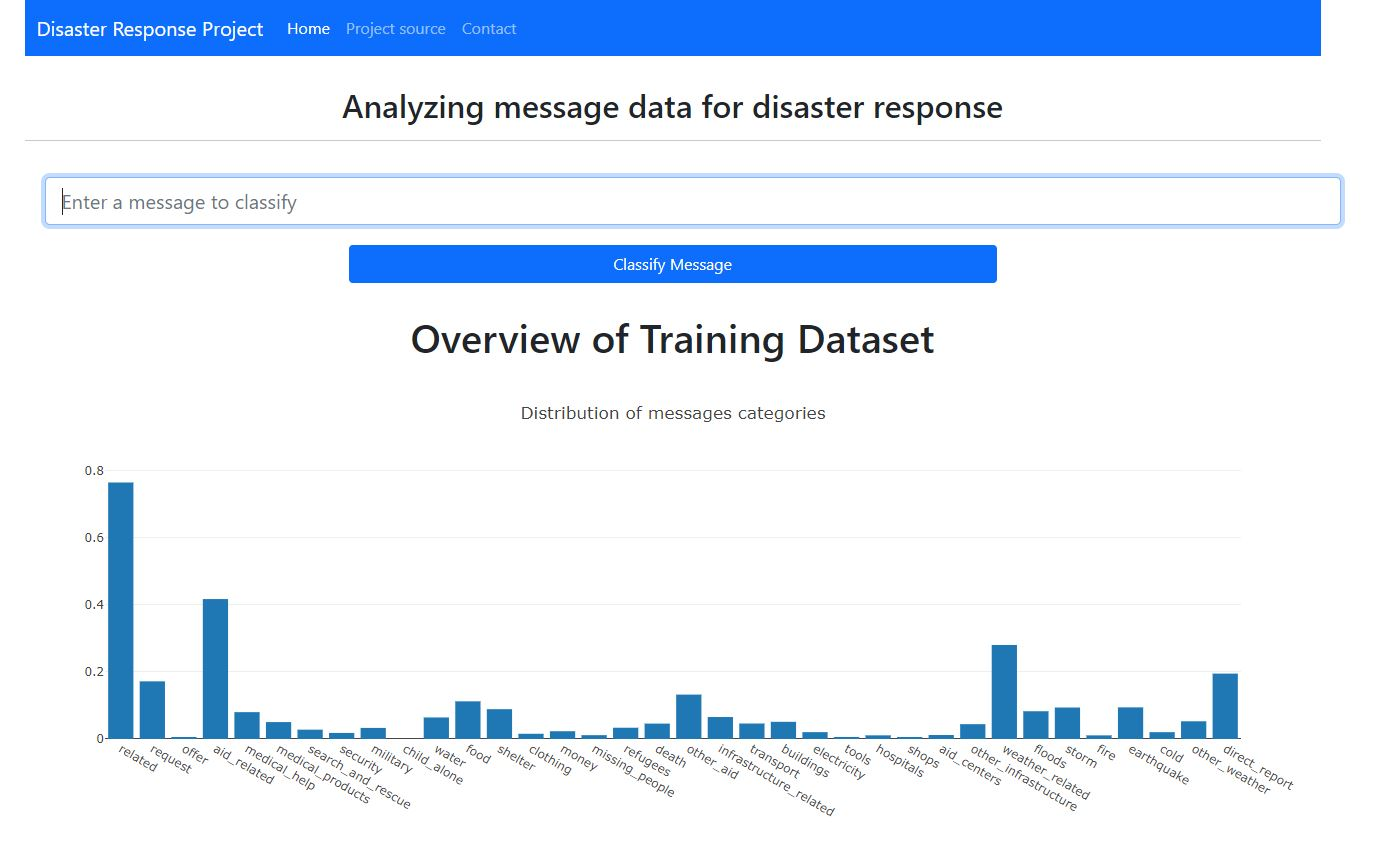 Disaster Response Project Home Project source Contact
Analyzing message data for disaster response
Enter a message to classify
Classify Message
Overview of Training Dataset
Distribution of messages categories
0.8
0.6
0.4
0.2
0
related
request
offer
aid_related
medical_help
medical_products
search_and_rescue
security
military
child_alone
water
food
shelter
clothing
money
missing_people
refugees
death
other_aid
infrastructure_related
transport
buildings
electricity
tools
hospitals
shops
aid_centers
other_infrastructure
weather_related
floods
storm
fire
earthquake
cold
other_weather
direct_report